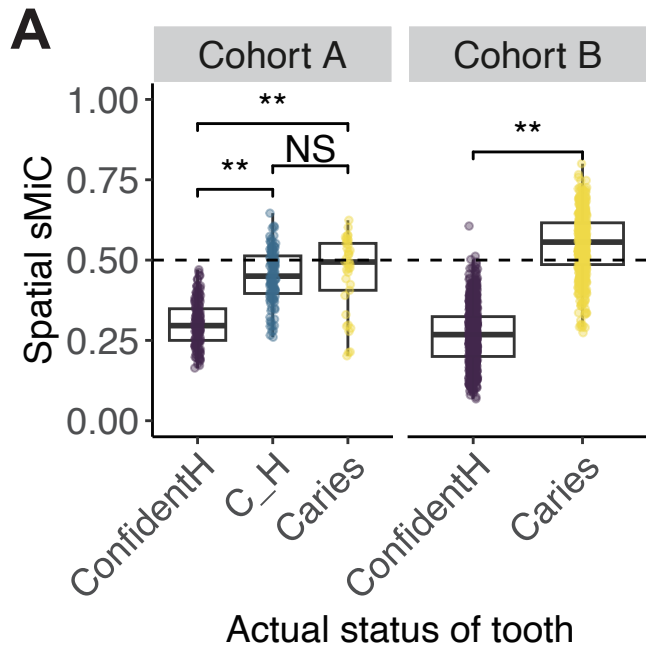 A
Cohort A
Cohort B
Spatial sMiC
1.00
0.75
0.50
0.25
0.00
**
**
NS
**
ConfidentH
C_H
Caries
ConfidentH
Caries
Actual status of tooth